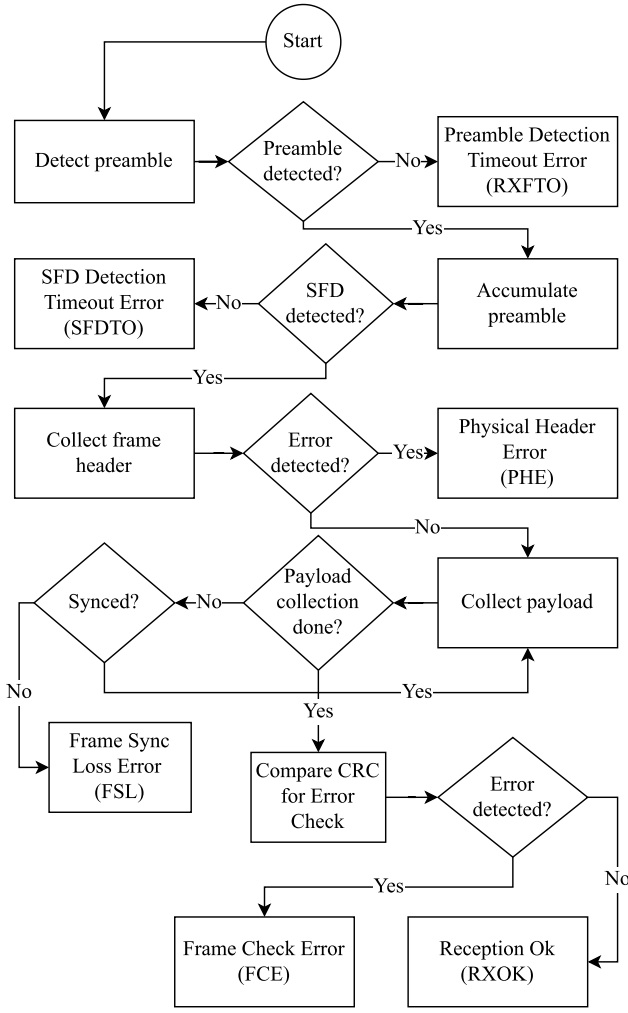 Start
Detect preamble
Preamble
detected?
No
Preamble Detection
Timeout Error
(RXFTO)
Yes
SFD Detection
Timeout Error
(SFDTO)
No
SFD
detected?
Accumulate
preamble
Yes
Collect frame
header
Error
detected?
Yes
Physical Header
Error
(PHE)
No
Synced?
No
Payload
collection
done?
Collect payload
No
Yes
Yes
Frame Sync
Loss Error
(FSL)
Compare CRC
for Error
Check
Error
detected?
Yes
No
Frame Check Error
(FCE)
Reception Ok
(RXOK)